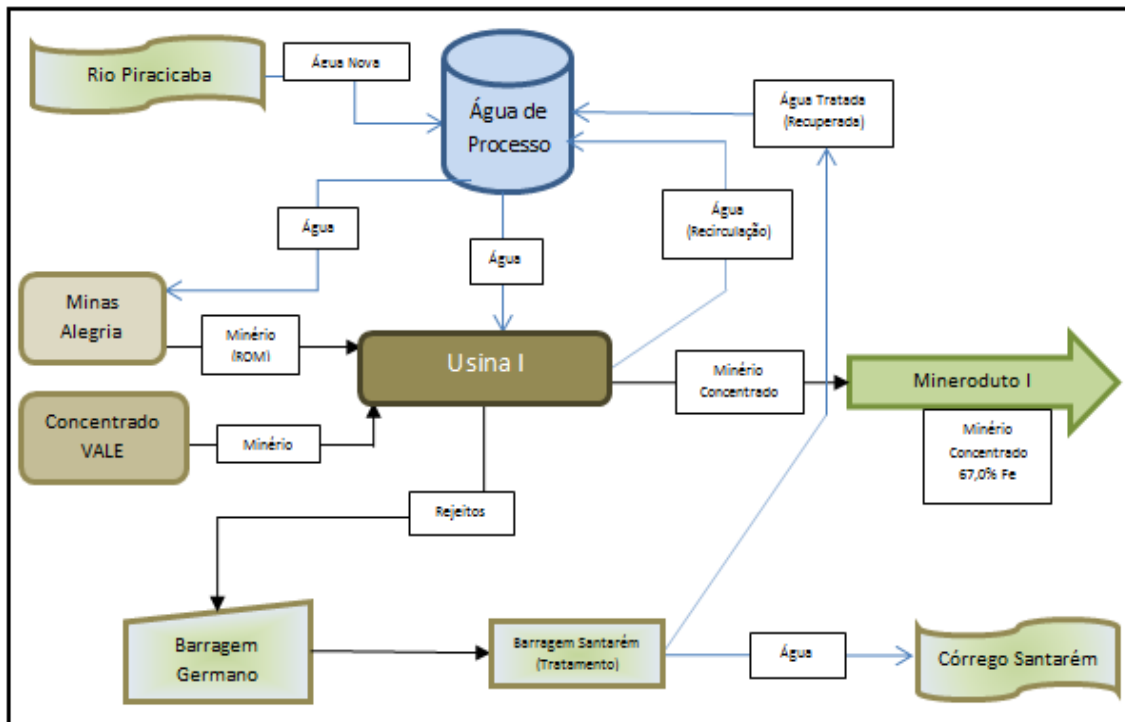 Rio Piracicaba
Água Nova
Água de
Processo
Água Tratada
(Recuperada)
Água
Água
(Recirculação)
Água
Minas
Alegria
Minério
(ROM)
Usina I
Minério
Concentrado
Mineroduto I
Concentrado
VALE
Minério
Minério
Concentrado
67,0% Fe
Rejeitos
Barragem
Germano
Barragem Santarém
(Tratamento)
Água
Córrego Santarém